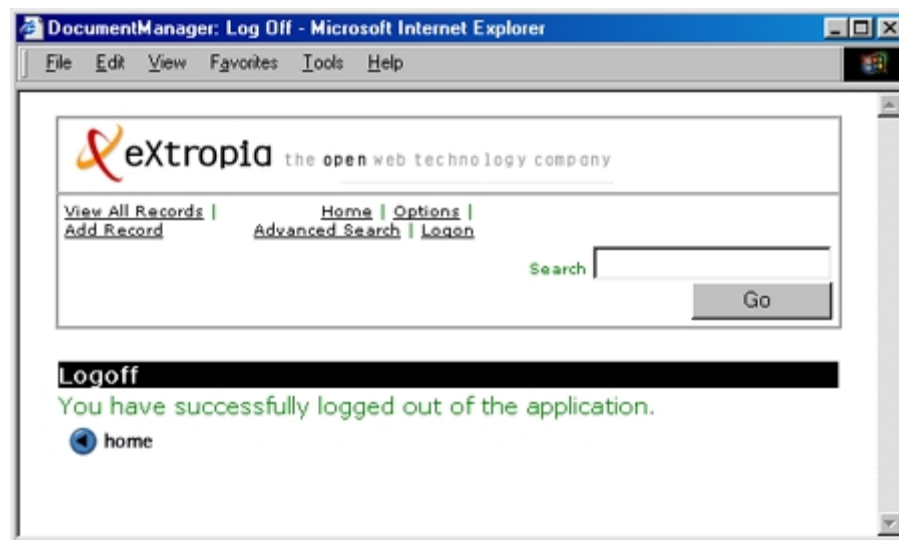 DocumentManager: Log Off - Microsoft Internet Explorer
File Edit View Favorites Tools Help
eXtropia the open web technology company
View All Records | Home | Options |
Add Record Advanced Search | Logon
Search
Go
Logoff
You have successfully logged out of the application.
home